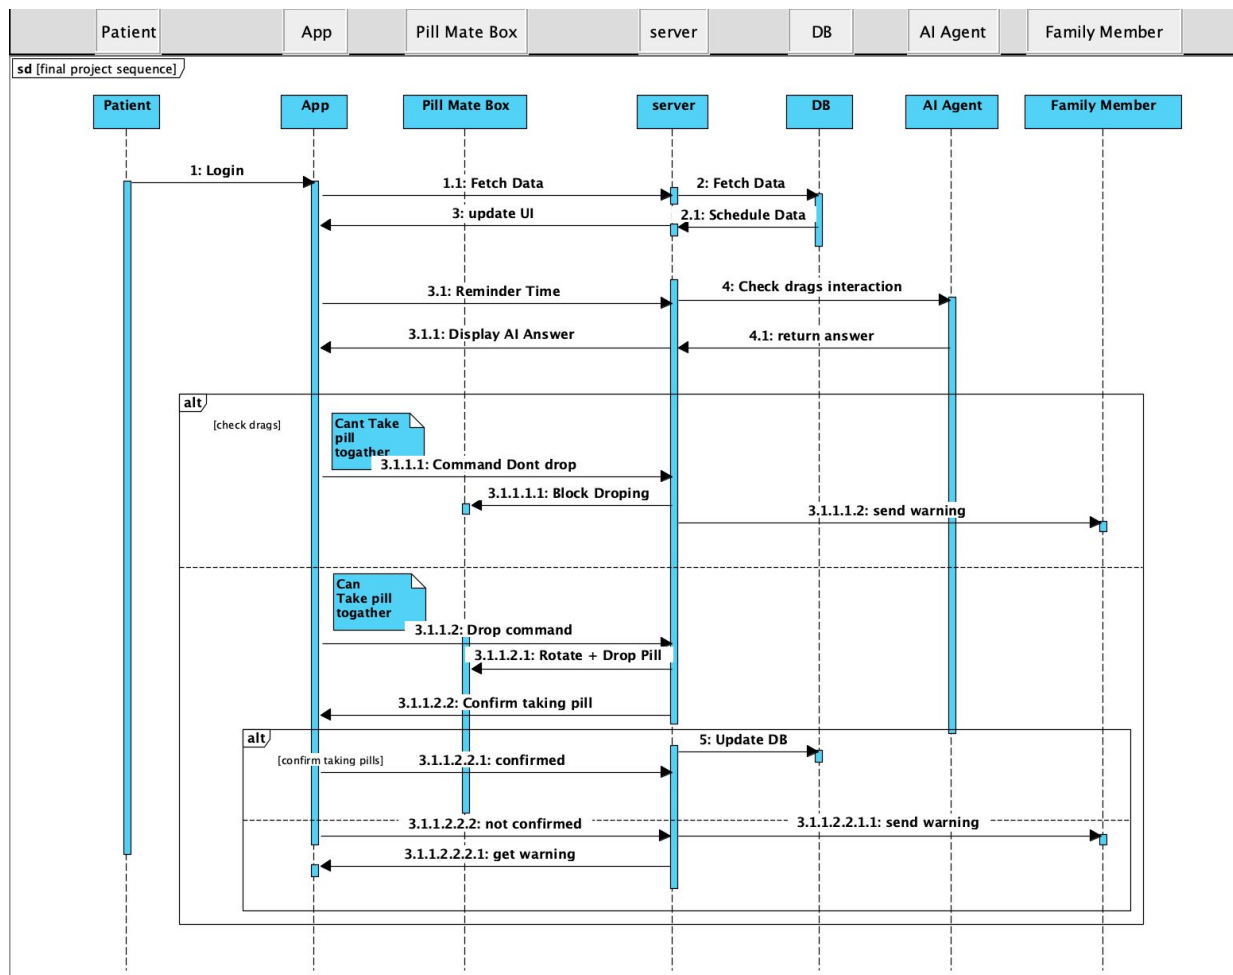 Patient
App
Pill Mate Box
server
DB
AI Agent
Family Member
sd [final project sequence]
Patient
App
Pill Mate Box
server
DB
AI Agent
Family Member
1: Login
1.1: Fetch Data
2: Fetch Data
3: update UI
2.1: Schedule Data
3.1: Reminder Time
4: Check drags interaction
3.1.1: Display AI Answer
4.1: return answer
alt
[check drags]
Cant Take
pill
togather
3.1.1.1: Command Dont drop
3.1.1.1.1: Block Droping
3.1.1.1.2: send warning
Can
Take pill
togather
3.1.1.2: Drop command
3.1.1.2.1: Rotate + Drop Pill
3.1.1.2.2: Confirm taking pill
alt
[confirm taking pills]
5: Update DB
3.1.1.2.2.1: confirmed
3.1.1.2.2.2: not confirmed
3.1.1.2.2.1.1: send warning
3.1.1.2.2.2.1: get warning